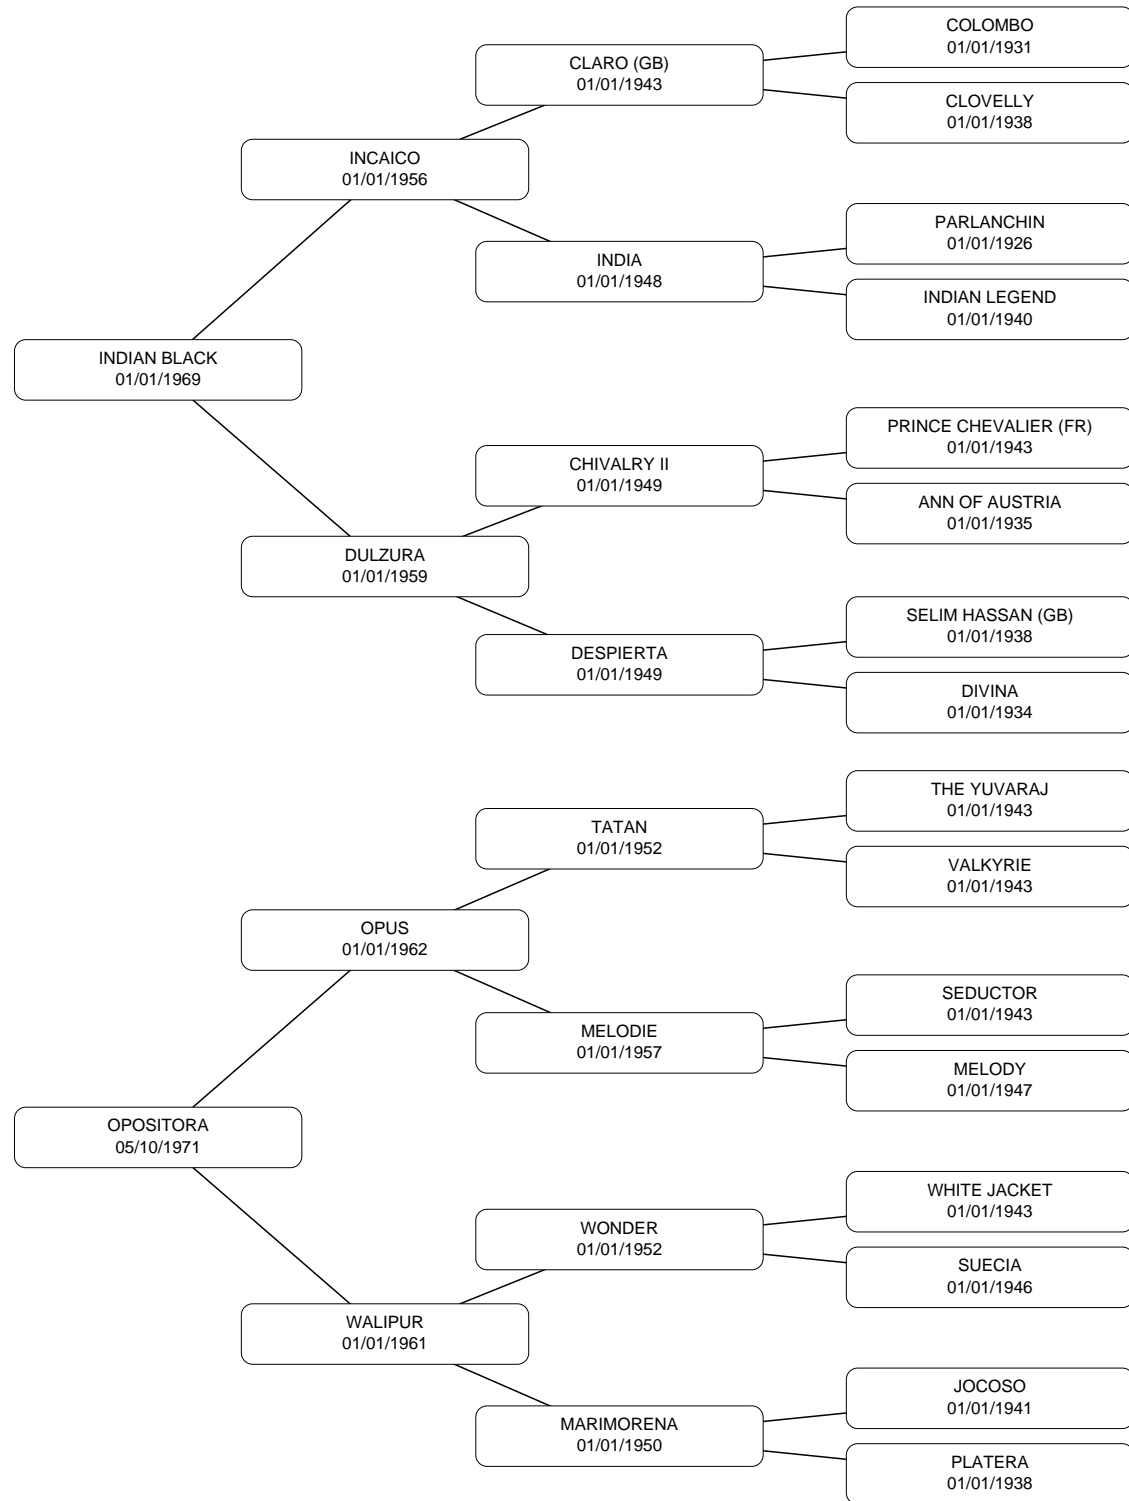 COLOMBO
01/01/1931
CLARO (GB)
01/01/1943
CLOVELLY
01/01/1938
INCAICO
01/01/1956
PARLANCHIN
01/01/1926
INDIA
01/01/1948
INDIAN LEGEND
01/01/1940
INDIAN BLACK
01/01/1969
PRINCE CHEVALIER (FR)
01/01/1943
CHIVALRY II
01/01/1949
ANN OF AUSTRIA
01/01/1935
DULZURA
01/01/1959
SELIM HASSAN (GB)
01/01/1938
DESPIERTA
01/01/1949
DIVINA
01/01/1934
THE YUVARAJ
01/01/1943
TATAN
01/01/1952
VALKYRIE
01/01/1943
OPUS
01/01/1962
SEDUCTOR
01/01/1943
MELODIE
01/01/1957
MELODY
01/01/1947
OPOSITORA
05/10/1971
WHITE JACKET
01/01/1943
WONDER
01/01/1952
SUECIA
01/01/1946
WALIPUR
01/01/1961
JOCOSO
01/01/1941
MARIMORENA
01/01/1950
PLATERA
01/01/1938